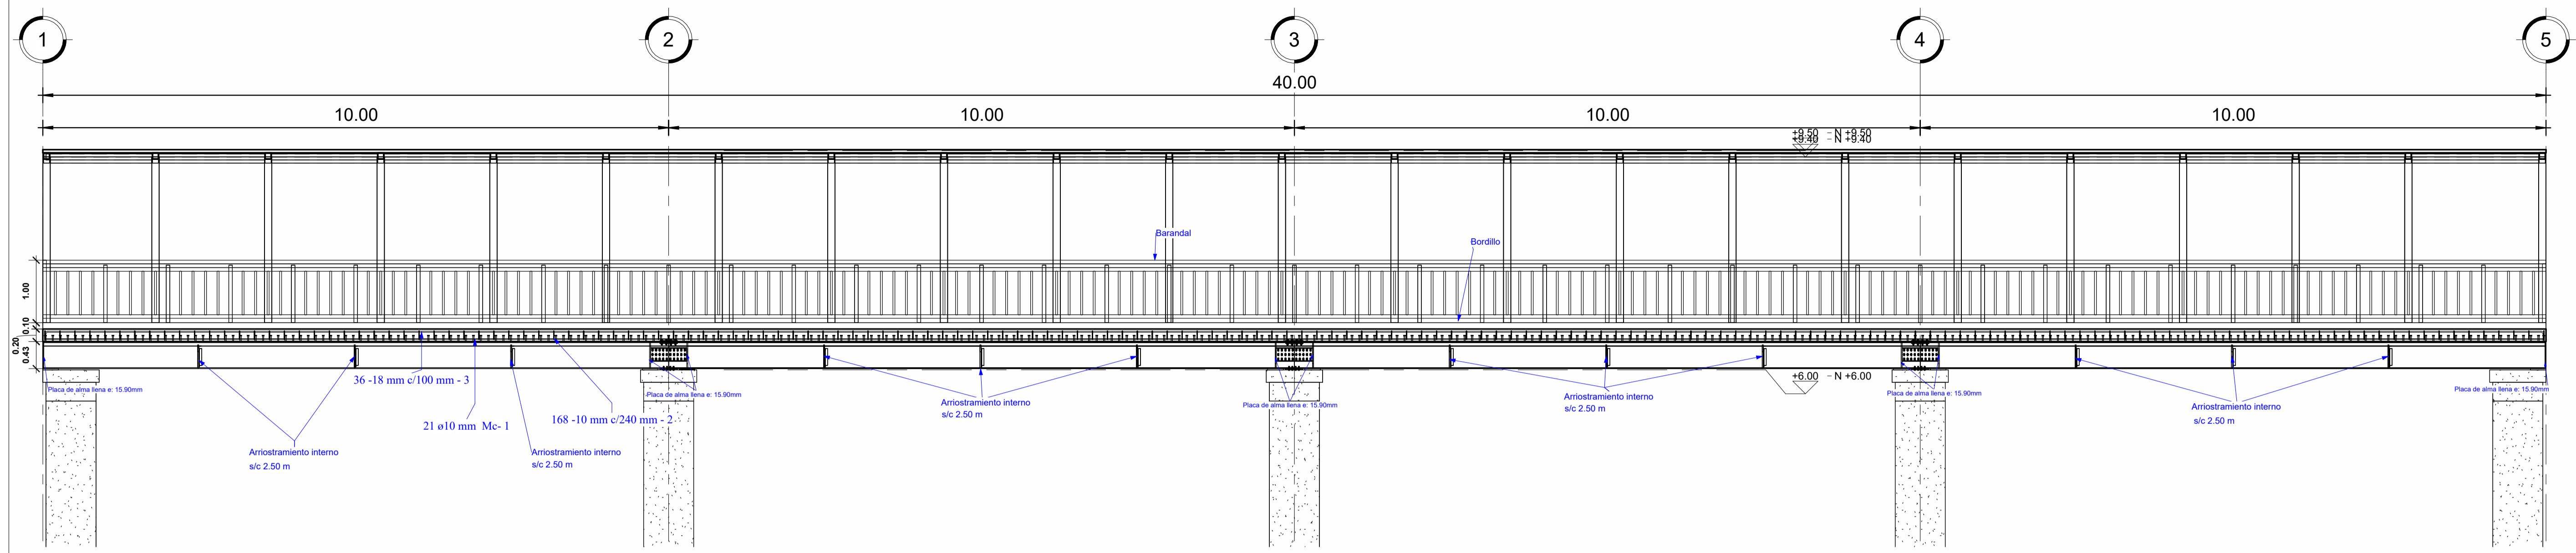 1
2
3
4
5
40.00
10.00
10.00
10.00
10.00
+9.50 - N +9.50
+9.40 - N +9.40
Barandal
Bordillo
1.00
0.10
0.20
0.43
+6.00 - N +6.00
36 -18 mm c/100 mm - 3
Placa de alma llena e: 15.90mm
Placa de alma llena e: 15.90mm
Placa de alma llena e: 15.90mm
Placa de alma llena e: 15.90mm
Placa de alma llena e: 15.90mm
21 ø10 mm Mc- 1
168 -10 mm c/240 mm - 2
Arriostramiento interno
s/c 2.50 m
Arriostramiento interno
s/c 2.50 m
Arriostramiento interno
s/c 2.50 m
Arriostramiento interno
s/c 2.50 m
Arriostramiento interno
s/c 2.50 m